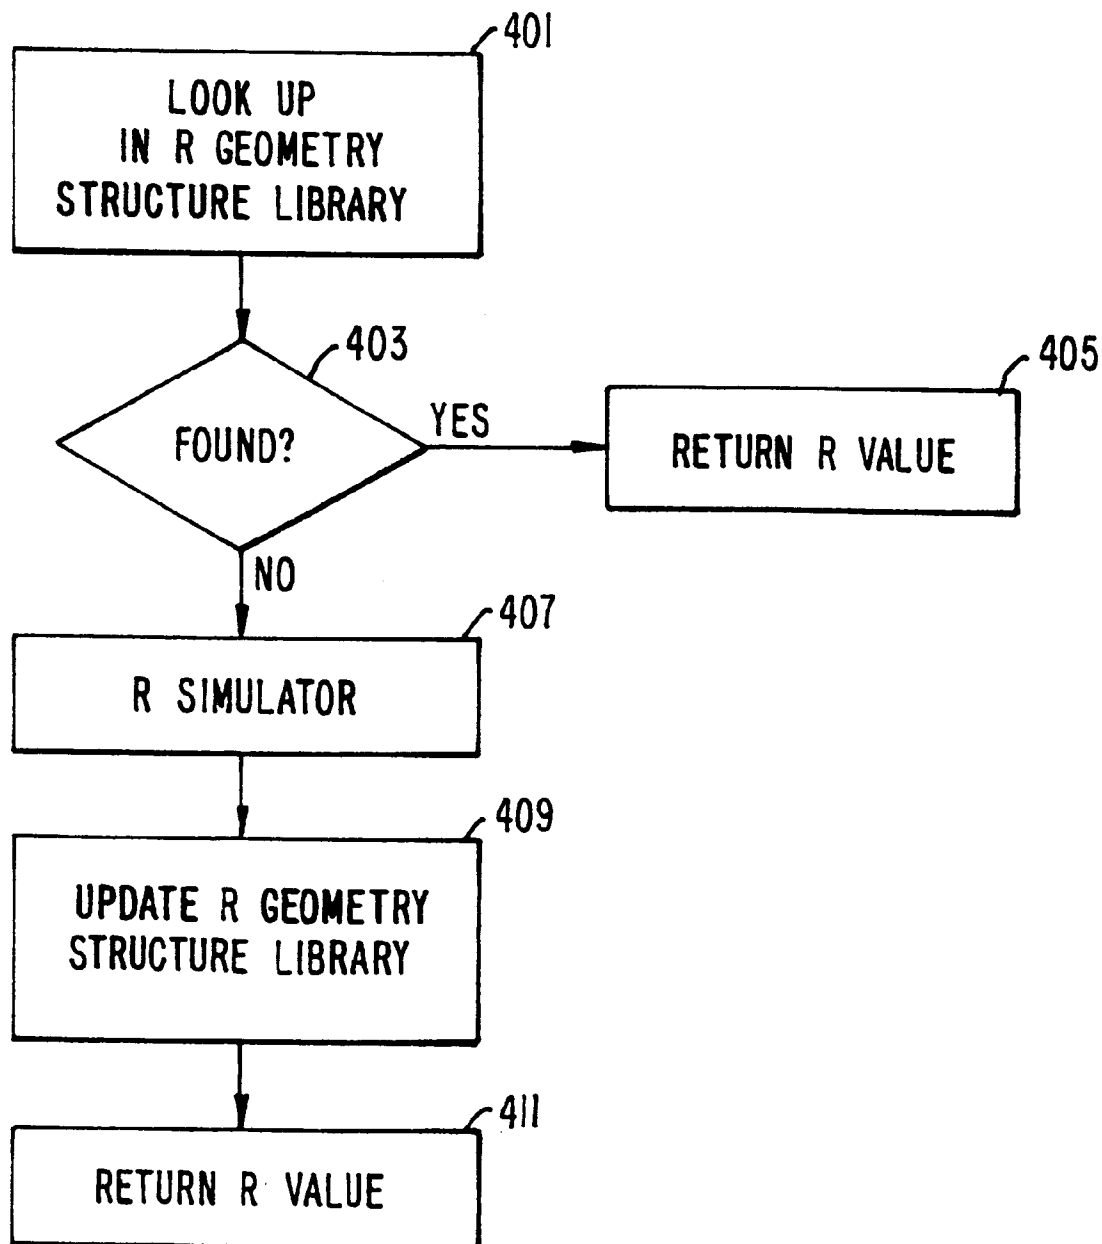 401
LOOK UP
IN R GEOMETRY
STRUCTURE LIBRARY
403
FOUND?
YES
405
RETURN R VALUE
NO
407
R SIMULATOR
409
UPDATE R GEOMETRY
STRUCTURE LIBRARY
411
RETURN R VALUE